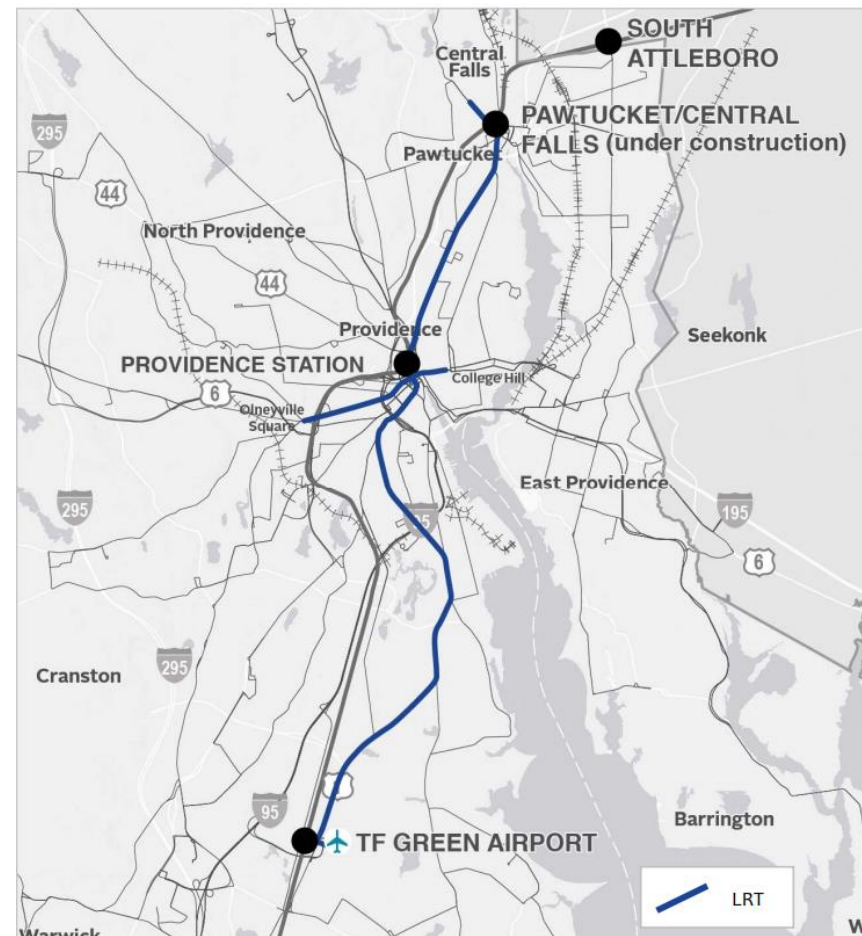 SOUTH
ATTLEBORO
Central
Falls
295
PAWTUCKET/CENTRAL
FALLS (under construction)
Pawtucket
44
North Providence
44
Providence
Seekonk
PROVIDENCE STATION
College Hill
6
Olneyville
Square
East Providence
295
95
195
6
295
Cranston
95
1
Barrington
TF GREEN AIRPORT
LRT
Warwick
W